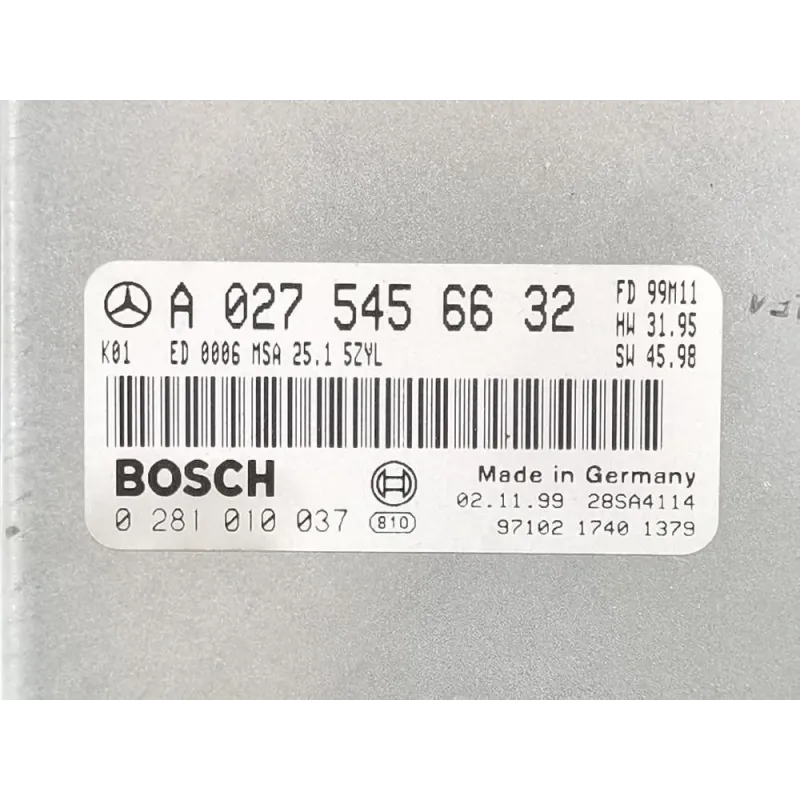 A 027 545 66 32
FD 99M11
HW 31.95
SW 45.98
K01 ED 0006 MSA 25.1 5ZYL
BOSCH
0 281 010 037
810
Made in Germany
02.11.99 28SA4114
97102 1740 1379